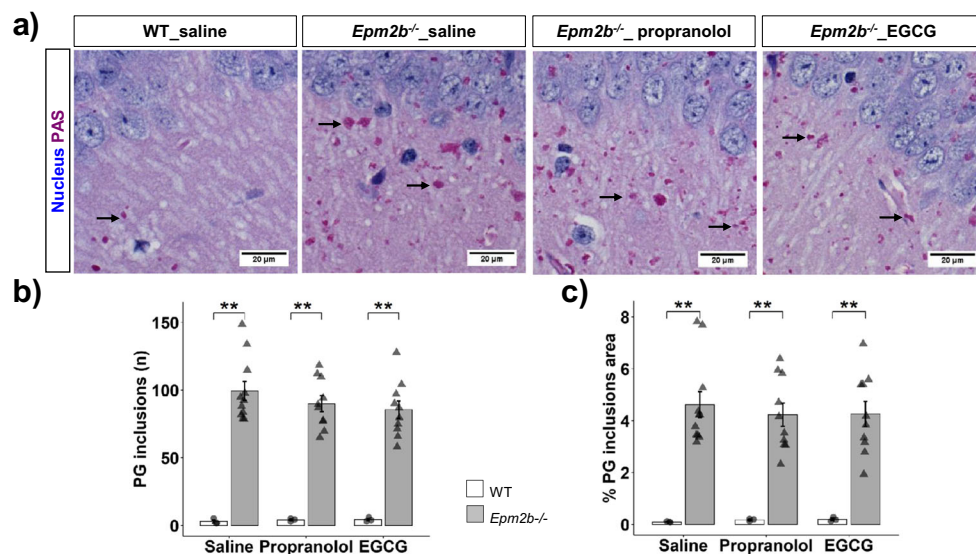 a)
WT_saline
Epm2b-/-_saline
Epm2b-/-_ propranolol
Epm2b-/-_EGCG
Nucleus PAS
20 µm
20 µm
20 µm
20 µm
b)
PG inclusions (n)
150
100
50
0
** ** **
Saline Propranolol EGCG
WT
Epm2b-/-
c)
% PG inclusions area
8
6
4
2
0
** ** **
Saline Propranolol EGCG